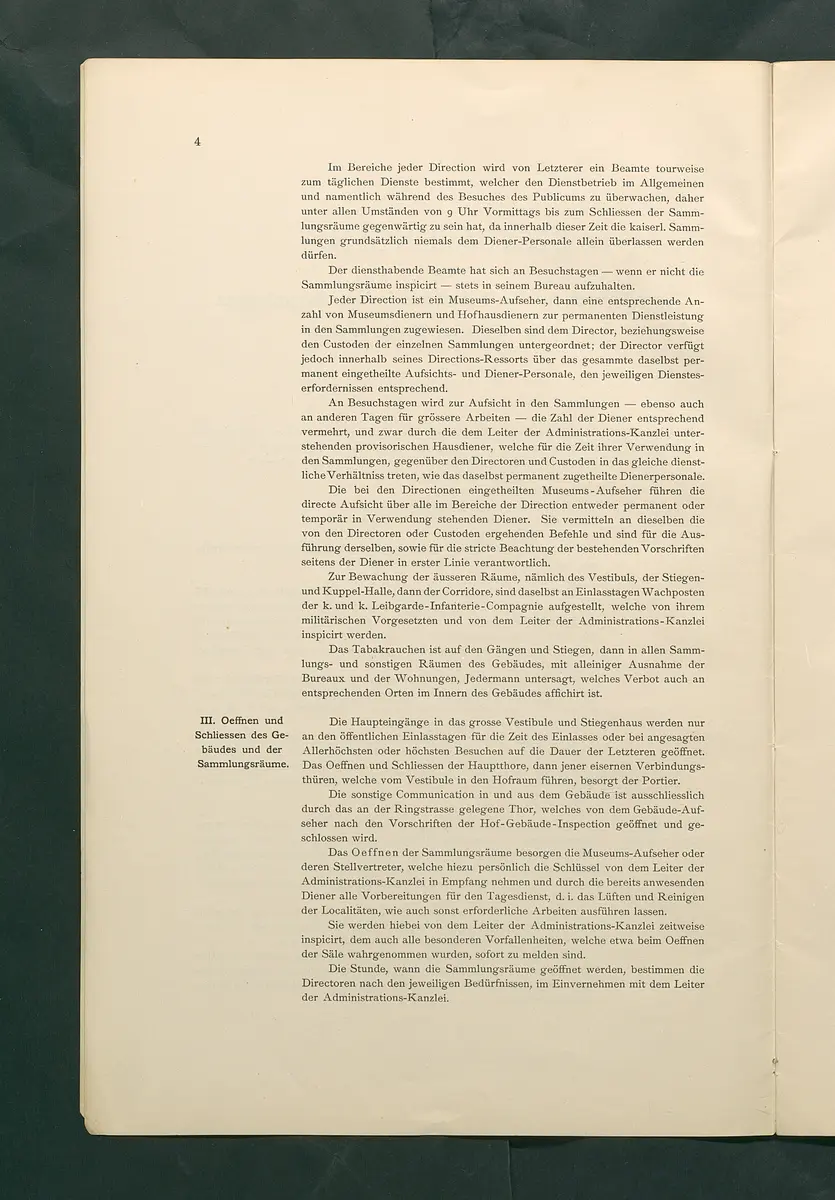 4
Im Bereiche jeder Direction wird von Letzterer ein Beamte tourweise
zum täglichen Dienste bestimmt, welcher den Dienstbetrieb im Allgemeinen
und namentlich während des Besuches des Publicums zu überwachen, daher
unter allen Umständen von 9 Uhr Vormittags bis zum Schliessen der Samm-
lungsräume gegenwärtig zu sein hat, da innerhalb dieser Zeit die kaiserl. Samm-
lungen grundsätzlich niemals dem Diener-Personale allein überlassen werden
dürfen.
Der diensthabende Beamte hat sich an Besuchstagen — wenn er nicht die
Sammlungsräume inspicirt — stets in seinem Bureau aufzuhalten.
Jeder Direction ist ein Museums-Aufseher, dann eine entsprechende An-
zahl von Museumsdienern und Hofhausdienern zur permanenten Dienstleistung
in den Sammlungen zugewiesen. Dieselben sind dem Director, beziehungsweise
den Custoden der einzelnen Sammlungen untergeordnet; der Director verfügt
jedoch innerhalb seines Directions-Ressorts über das gesammte daselbst per-
manent eingetheilte Aufsichts- und Diener-Personale, den jeweiligen Dienstes-
erfordernissen entsprechend.
An Besuchstagen wird zur Aufsicht in den Sammlungen — ebenso auch
an anderen Tagen für grössere Arbeiten — die Zahl der Diener entsprechend
vermehrt, und zwar durch die dem Leiter der Administrations-Kanzlei unter-
stehenden provisorischen Hausdiener, welche für die Zeit ihrer Verwendung in
den Sammlungen, gegenüber den Directoren und Custoden in das gleiche dienst-
liche Verhältniss treten, wie das daselbst permanent zugetheilte Dienerpersonale.
Die bei den Directionen eingetheilten Museums-Aufseher führen die
directe Aufsicht über alle im Bereiche der Direction entweder permanent oder
temporär in Verwendung stehenden Diener. Sie vermitteln an dieselben die
von den Directoren oder Custoden ergehenden Befehle und sind für die Aus-
führung derselben, sowie für die stricte Beachtung der bestehenden Vorschriften
seitens der Diener in erster Linie verantwortlich.
Zur Bewachung der äusseren Räume, nämlich des Vestibuls, der Stiegen-
und Kuppel-Halle, dann der Corridore, sind daselbst an Einlasstagen Wachposten
der k. und k. Leibgarde-Infanterie-Compagnie aufgestellt, welche von ihrem
militärischen Vorgesetzten und von dem Leiter der Administrations-Kanzlei
inspicirt werden.
Das Tabakrauchen ist auf den Gängen und Stiegen, dann in allen Samm-
lungs- und sonstigen Räumen des Gebäudes, mit alleiniger Ausnahme der
Bureaux und der Wohnungen, Jedermann untersagt, welches Verbot auch an
entsprechenden Orten im Innern des Gebäudes affichirt ist.
III. Oeffnen und
Schliessen des Ge-
bäudes und der
Sammlungsräume.
Die Haupteingänge in das grosse Vestibule und Stiegenhaus werden nur
an den öffentlichen Einlasstagen für die Zeit des Einlasses oder bei angesagten
Allerhöchsten oder höchsten Besuchen auf die Dauer der Letzteren geöffnet.
Das Oeffnen und Schliessen der Hauptthore, dann jener eisernen Verbindungs-
thüren, welche vom Vestibule in den Hofraum führen, besorgt der Portier.
Die sonstige Communication in und aus dem Gebäude ist ausschliesslich
durch das an der Ringstrasse gelegene Thor, welches von dem Gebäude-Auf-
seher nach den Vorschriften der Hof-Gebäude-Inspection geöffnet und ge-
schlossen wird.
Das Oeffnen der Sammlungsräume besorgen die Museums-Aufseher oder
deren Stellvertreter, welche hiezu persönlich die Schlüssel von dem Leiter der
Administrations-Kanzlei in Empfang nehmen und durch die bereits anwesenden
Diener alle Vorbereitungen für den Tagesdienst, d. i. das Lüften und Reinigen
der Localitäten, wie auch sonst erforderliche Arbeiten ausführen lassen.
Sie werden hiebei von dem Leiter der Administrations-Kanzlei zeitweise
inspicirt, dem auch alle besonderen Vorfallenheiten, welche etwa beim Oeffnen
der Säle wahrgenommen wurden, sofort zu melden sind.
Die Stunde, wann die Sammlungsräume geöffnet werden, bestimmen die
Directoren nach den jeweiligen Bedürfnissen, im Einvernehmen mit dem Leiter
der Administrations-Kanzlei.